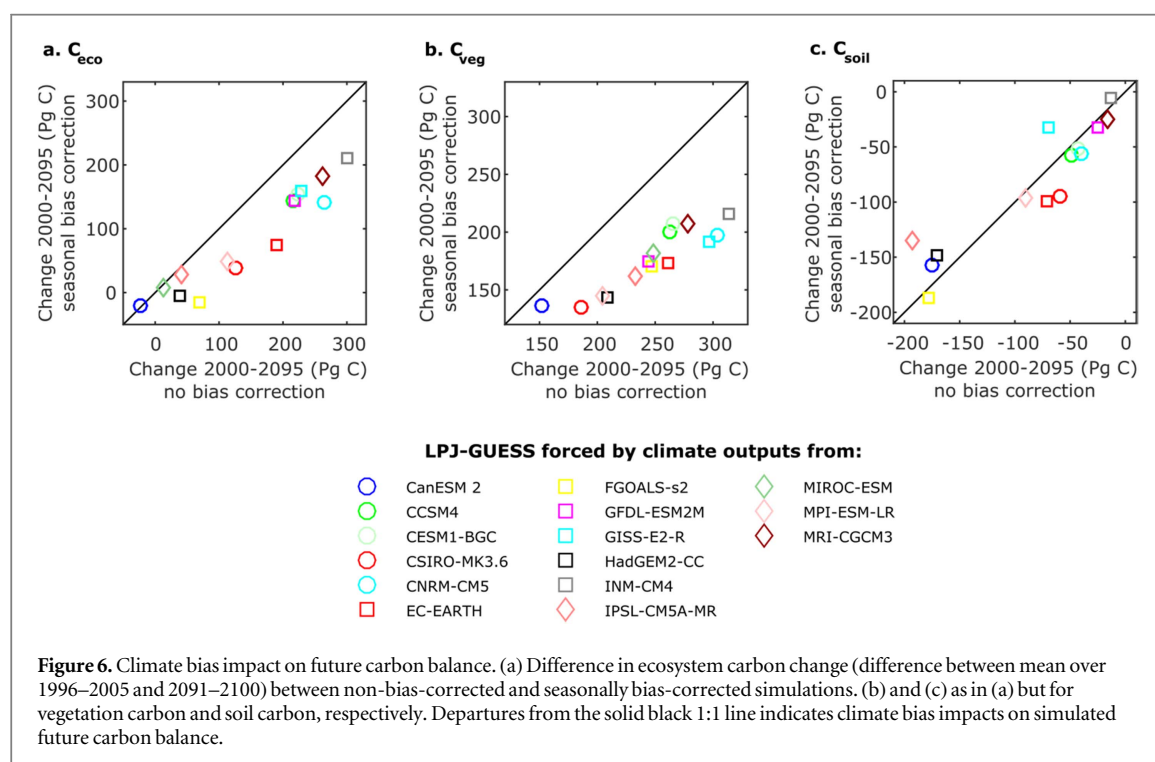 a. Ceco
b. Cveg
c. Csoil
Change 2000-2095 (Pg C)
seasonal bias correction
300
200
100
0
0
100
200
300
Change 2000-2095 (Pg C)
no bias correction
Change 2000-2095 (Pg C)
seasonal bias correction
300
250
200
150
150
200
250
300
Change 2000-2095 (Pg C)
no bias correction
Change 2000-2095 (Pg C)
seasonal bias correction
0
-50
-100
-150
-200
-200
-150
-100
-50
0
Change 2000-2095 (Pg C)
no bias correction
LPJ-GUESS forced by climate outputs from:
CanESM 2
CCSM4
CESM1-BGC
CSIRO-MK3.6
CNRM-CM5
EC-EARTH
FGOALS-s2
GFDL-ESM2M
GISS-E2-R
HadGEM2-CC
INM-CM4
IPSL-CM5A-MR
MIROC-ESM
MPI-ESM-LR
MRI-CGCM3
Figure 6. Climate bias impact on future carbon balance. (a) Difference in ecosystem carbon change (difference between mean over
1996–2005 and 2091–2100) between non-bias-corrected and seasonally bias-corrected simulations. (b) and (c) as in (a) but for
vegetation carbon and soil carbon, respectively. Departures from the solid black 1:1 line indicates climate bias impacts on simulated
future carbon balance.